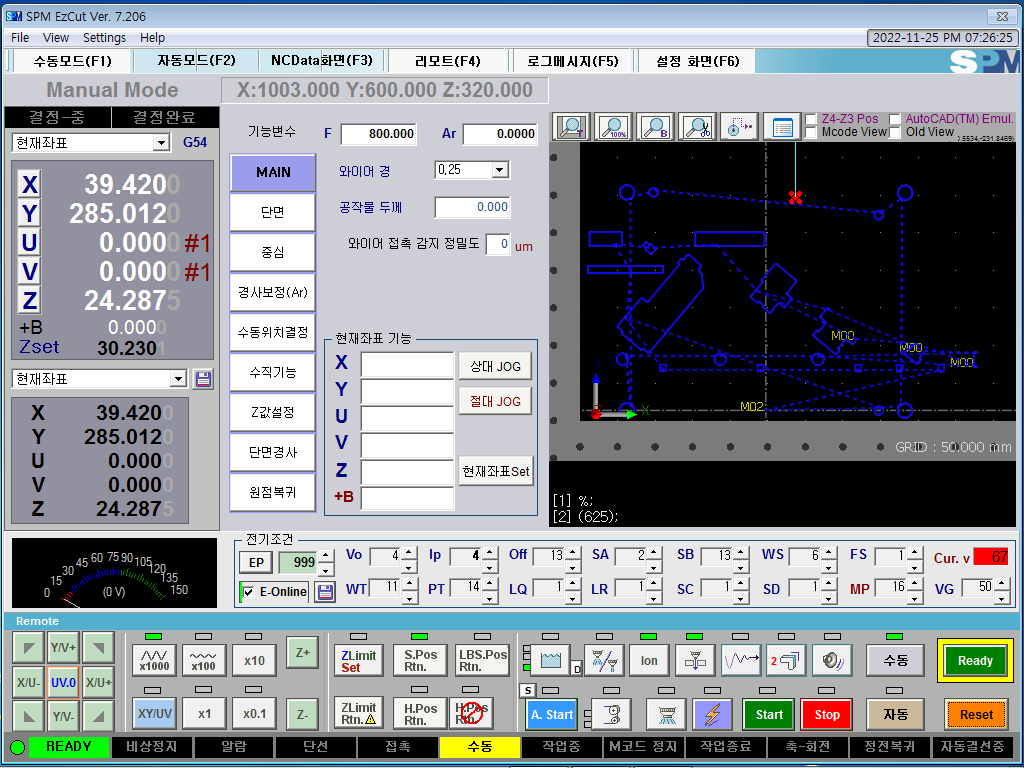 SPM EzCut Ver. 7.206
File View Settings Help
2022-11-25 PM 07:26:25
수동모드(F1) 자동모드(F2) NCData화면(F3) 리모트(F4) 로그메시지(F5) 설정 화면(F6) SPM
Manual Mode
X:1003.000 Y:600.000 Z:320.000
결정-중 결정완료
현재좌표 G54
X 39.4200
Y 285.0120
U 0.0000 #1
V 0.0000 #1
Z 24.2875
+B 0.0000
Zset 30.2301
현재좌표
X 39.4200
Y 285.0120
U 0.0000
V 0.0000
Z 24.2875
기능변수 F 800.000 Ar 0.0000
MAIN
단면
중심
경사보정(Ar)
수동위치결정
수직기능
Z값설정
단면경사
원점복귀
와이어 경 0,25
공작물 두께 0.000
와이어 접촉 감지 정밀도 0 um
현재좌표 기능
X
Y
U
V
Z
+B
상대 JOG
절대 JOG
현재좌표Set
T 100% B
Z4-Z3 Pos AutoCAD(TM) Emul.
Mcode View Old View
.5534,-231.8469)
M00
M00
M00
M02
Y
X
GRID : 50.000 mm
[1] %;
[2] (625);
0 15 30 45 60 75 90 105 120 135 150
(0 V)
전기조건
EP 999
E-Online
Vo 4 Ip 4 Off 13 SA 2 SB 13 WS 6 FS 1 Cur. v 67
WT 11 PT 14 LQ 1 LR 1 SC 1 SD 1 MP 16 VG 50
Remote
Y/V+
X/U- UV.0 X/U+
Y/V-
x1000 x100 x10 Z+
XY/UV x1 x0.1 Z-
ZLimit Set
S.Pos Rtn.
LBS.Pos Rtn.
ZLimit Rtn.
H.Pos Rtn.
H.Pos Rtn.
D Ion 2 수동 Ready
S A. Start Start Stop 자동 Reset
READY 비상정지 알람 단선 접촉 수동 작업중 M코드 정지 작업종료 축-회전 정전복귀 자동결선중